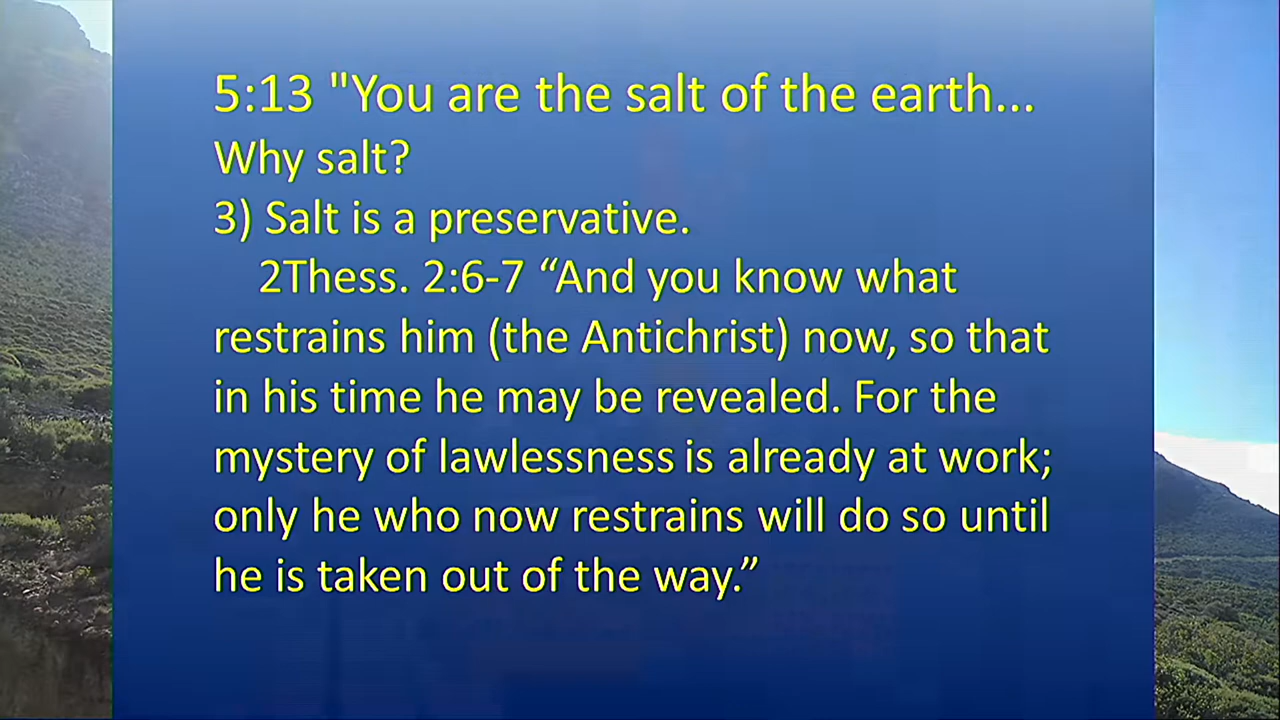 5:13 "You are the salt of the earth...
Why salt?
3) Salt is a preservative.
2Thess. 2:6-7 “And you know what
restrains him (the Antichrist) now, so that
in his time he may be revealed. For the
mystery of lawlessness is already at work;
only he who now restrains will do so until
he is taken out of the way.”